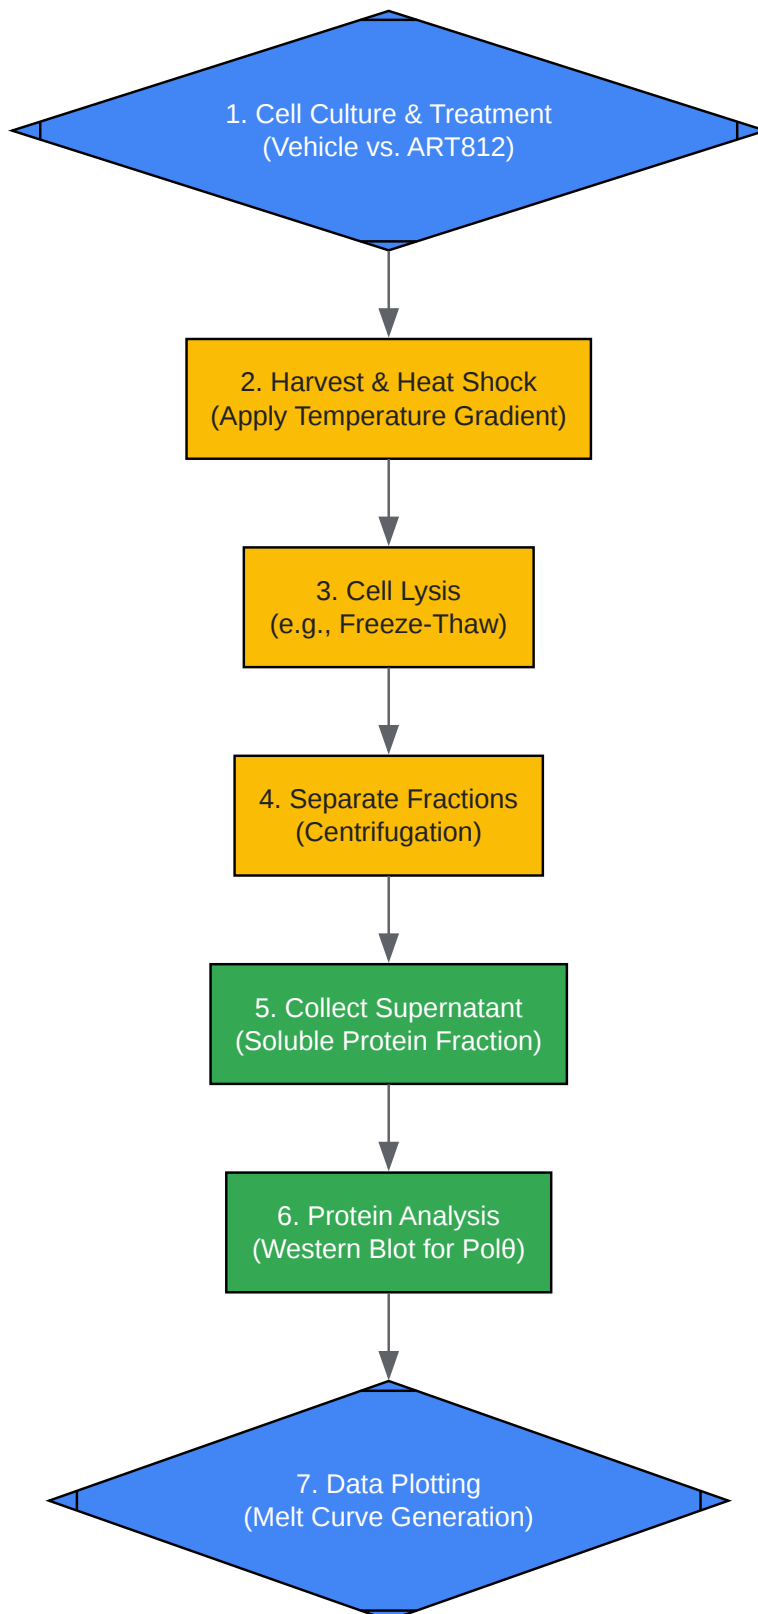 1. Cell Culture & Treatment
(Vehicle vs. ART812)
2. Harvest & Heat Shock
(Apply Temperature Gradient)
3. Cell Lysis
(e.g., Freeze-Thaw)
4. Separate Fractions
(Centrifugation)
5. Collect Supernatant
(Soluble Protein Fraction)
6. Protein Analysis
(Western Blot for Polθ)
7. Data Plotting
(Melt Curve Generation)